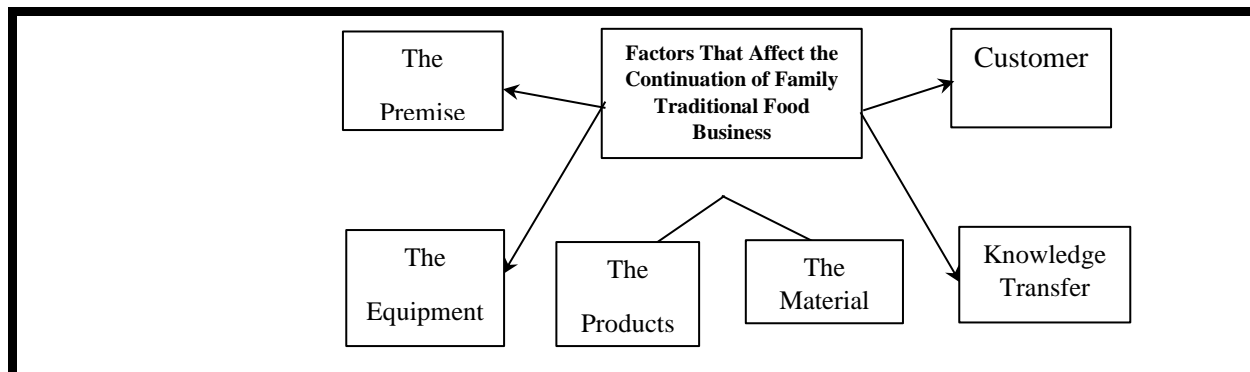 The
Premise
Factors That Affect the
Continuation of Family
Traditional Food
Business
Customer
The
Equipment
The
Products
The
Material
Knowledge
Transfer